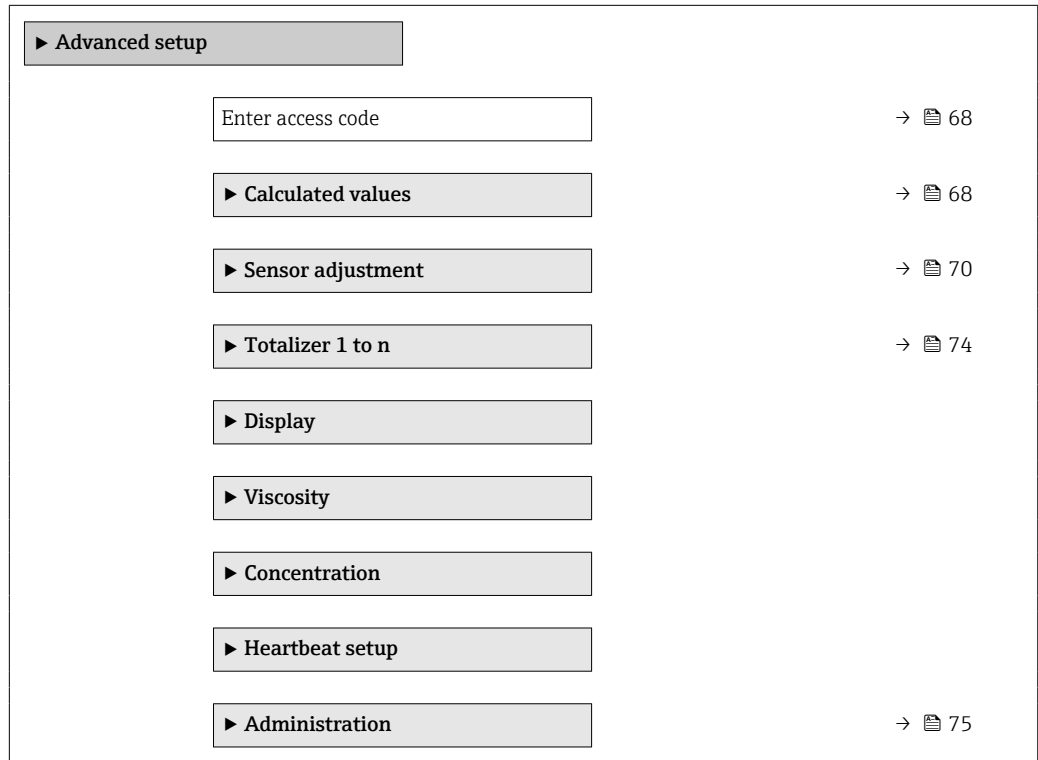 ► Advanced setup
Enter access code → 68
► Calculated values → 68
► Sensor adjustment → 70
► Totalizer 1 to n → 74
► Display
► Viscosity
► Concentration
► Heartbeat setup
► Administration → 75